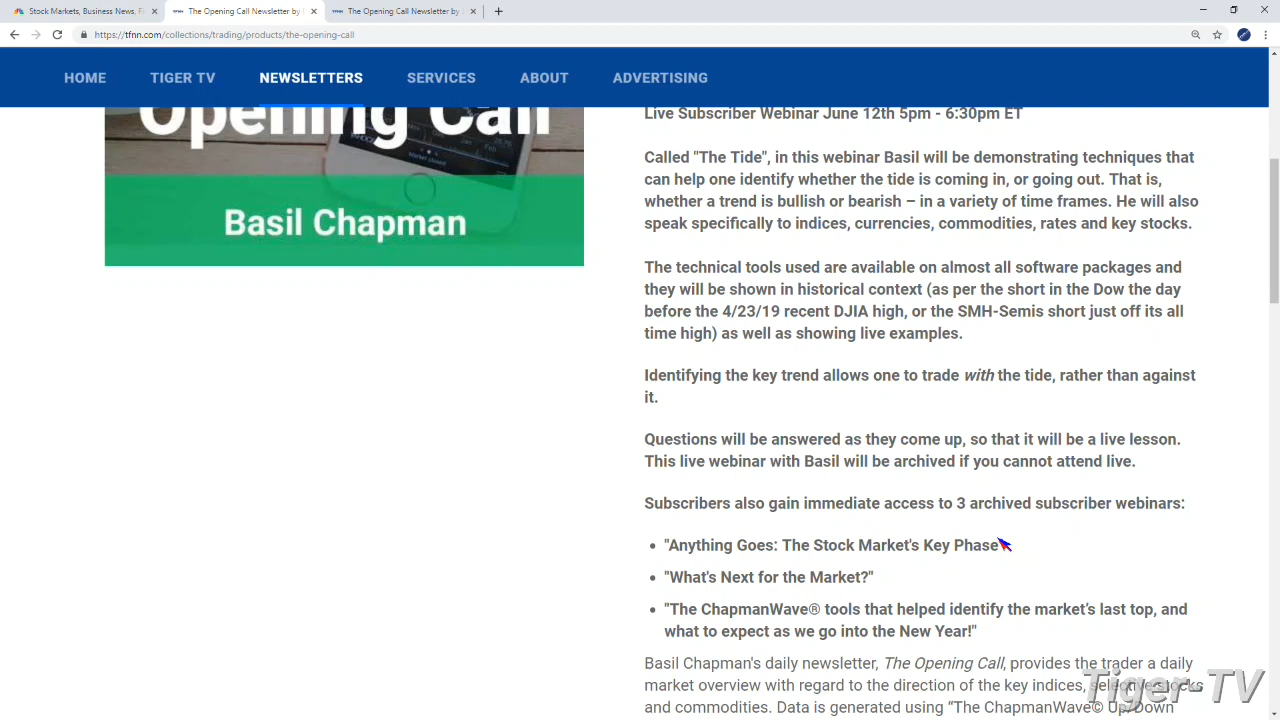 Stock Markets, Business News, Fi
The Opening Call Newsletter by
The Opening Call Newsletter by
https://tfnn.com/collections/trading/products/the-opening-call
HOME TIGER TV NEWSLETTERS SERVICES ABOUT ADVERTISING
Opening Call
Market closed
Basil Chapman
Live Subscriber Webinar June 12th 5pm - 6:30pm ET
Called "The Tide", in this webinar Basil will be demonstrating techniques that
can help one identify whether the tide is coming in, or going out. That is,
whether a trend is bullish or bearish – in a variety of time frames. He will also
speak specifically to indices, currencies, commodities, rates and key stocks.
The technical tools used are available on almost all software packages and
they will be shown in historical context (as per the short in the Dow the day
before the 4/23/19 recent DJIA high, or the SMH-Semis short just off its all
time high) as well as showing live examples.
Identifying the key trend allows one to trade with the tide, rather than against
it.
Questions will be answered as they come up, so that it will be a live lesson.
This live webinar with Basil will be archived if you cannot attend live.
Subscribers also gain immediate access to 3 archived subscriber webinars:
• "Anything Goes: The Stock Market's Key Phase
• "What's Next for the Market?"
• "The ChapmanWave® tools that helped identify the market's last top, and
what to expect as we go into the New Year!"
Basil Chapman's daily newsletter, The Opening Call, provides the trader a daily
market overview with regard to the direction of the key indices, selective stocks
and commodities. Data is generated using "The ChapmanWave© Up/Down
Tiger-TV